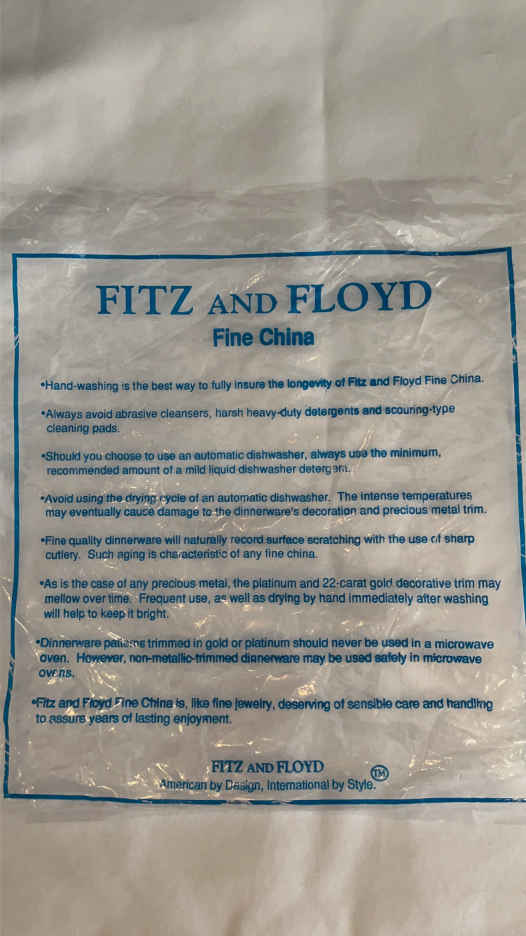 FITZ AND FLOYD
Fine China
•Hand-washing is the best way to fully insure the longevity of Fitz and Floyd Fine China.
•Always avoid abrasive cleansers, harsh heavy-duty detergents and scouring-type
cleaning pads.
•Should you choose to use an automatic dishwasher, always use the minimum,
recommended amount of a mild liquid dishwasher detergent.
•Avoid using the drying cycle of an automatic dishwasher. The intense temperatures
may eventually cause damage to the dinnerware's decoration and precious metal trim.
•Fine quality dinnerware will naturally record surface scratching with the use of sharp
cutlery. Such aging is characteristic of any fine china.
•As is the case of any precious metal, the platinum and 22-carat gold decorative trim may
mellow over time. Frequent use, as well as drying by hand immediately after washing
will help to keep it bright.
•Dinnerware patterns trimmed in gold or platinum should never be used in a microwave
oven. However, non-metallic-trimmed dinnerware may be used safely in microwave
ovens.
•Fitz and Floyd Fine China is, like fine jewelry, deserving of sensible care and handling
to assure years of lasting enjoyment.
FITZ AND FLOYD
American by Design, International by Style.
TM